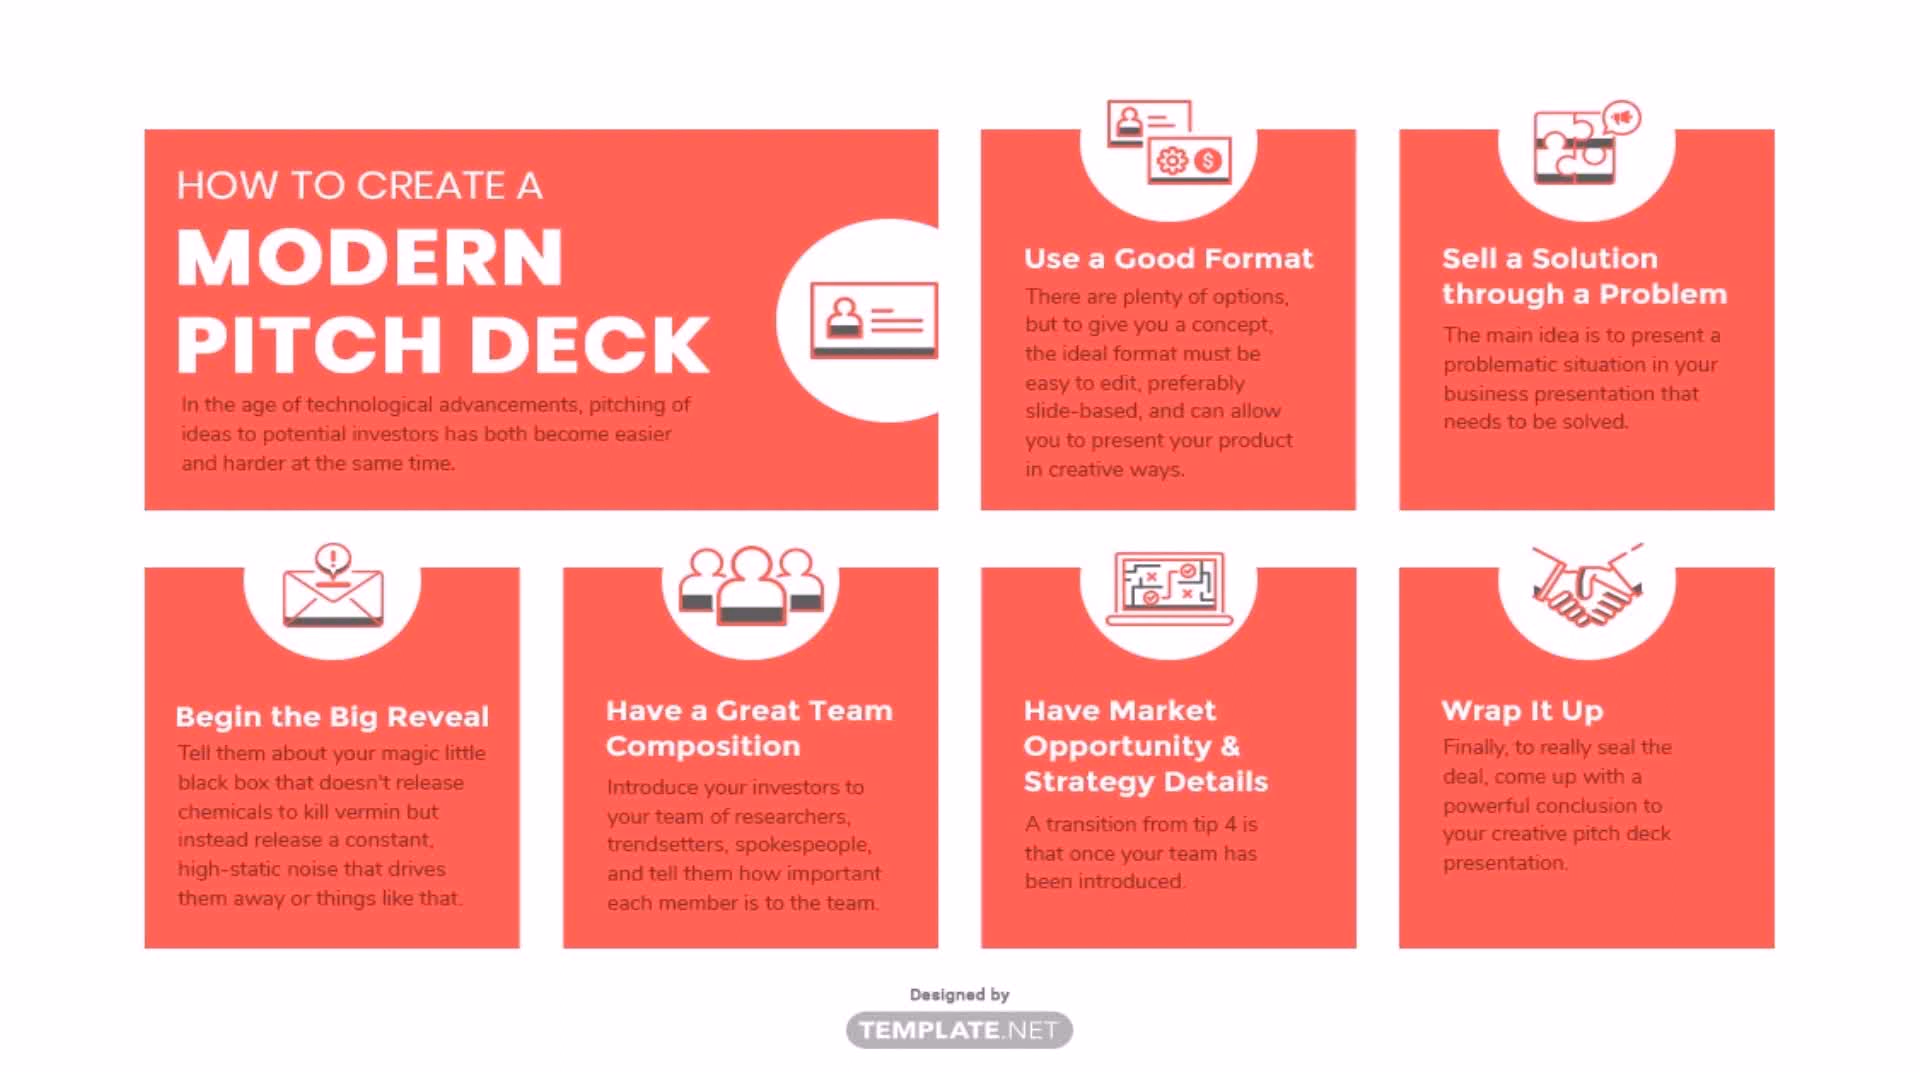 HOW TO CREATE A
MODERN
PITCH DECK
In the age of technological advancements, pitching of
ideas to potential investors has both become easier
and harder at the same time.
Use a Good Format
There are plenty of options,
but to give you a concept,
the ideal format must be
easy to edit, preferably
slide-based, and can allow
you to present your product
in creative ways.
Sell a Solution
through a Problem
The main idea is to present a
problematic situation in your
business presentation that
needs to be solved.
Begin the Big Reveal
Tell them about your magic little
black box that doesn't release
chemicals to kill vermin but
instead release a constant,
high-static noise that drives
them away or things like that.
Have a Great Team
Composition
Introduce your investors to
your team of researchers,
trendsetters, spokespeople,
and tell them how important
each member is to the team.
Have Market
Opportunity &
Strategy Details
A transition from tip 4 is
that once your team has
been introduced.
Wrap It Up
Finally, to really seal the
deal, come up with a
powerful conclusion to
your creative pitch deck
presentation.
Designed by
TEMPLATE.NET